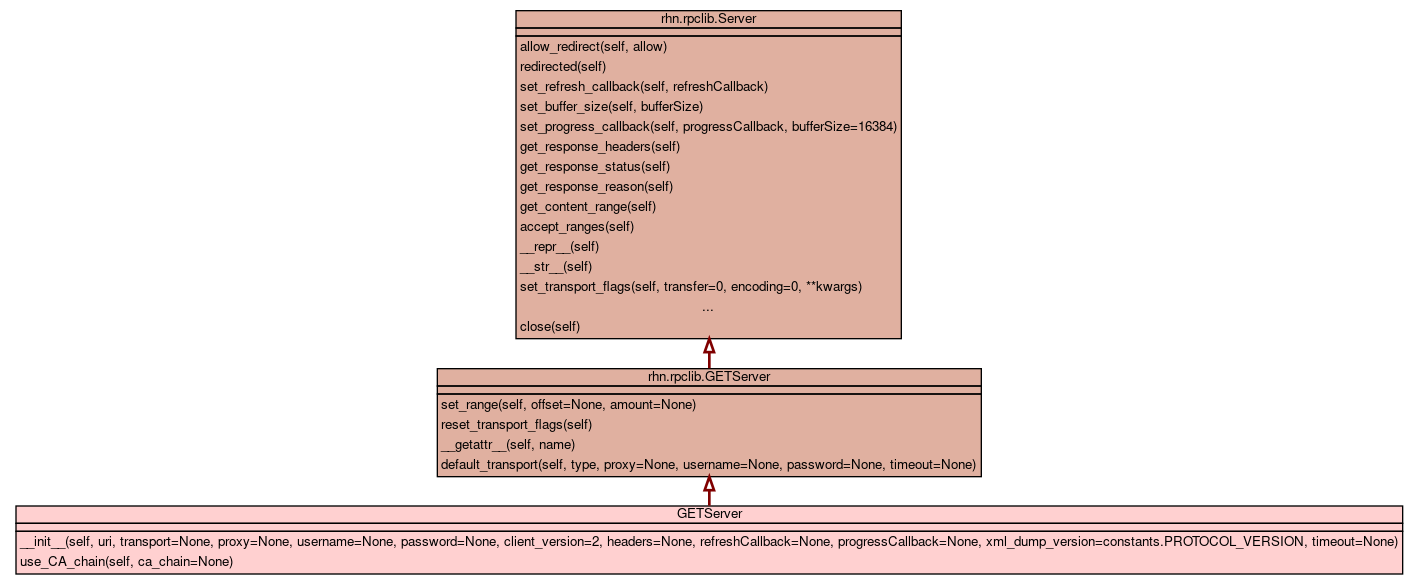 rhn.rpclib.Server
allow_redirect(self, allow)
redirected(self)
set_refresh_callback(self, refreshCallback)
set_buffer_size(self, bufferSize)
set_progress_callback(self, progressCallback, bufferSize=16384)
get_response_headers(self)
get_response_status(self)
get_response_reason(self)
get_content_range(self)
accept_ranges(self)
__repr__(self)
__str__(self)
set_transport_flags(self, transfer=0, encoding=0, **kwargs)
...
close(self)
rhn.rpclib.GETServer
set_range(self, offset=None, amount=None)
reset_transport_flags(self)
__getattr__(self, name)
default_transport(self, type, proxy=None, username=None, password=None, timeout=None)
GETServer
__init__(self, uri, transport=None, proxy=None, username=None, password=None, client_version=2, headers=None, refreshCallback=None, progressCallback=None, xml_dump_version=constants.PROTOCOL_VERSION, timeout=None)
use_CA_chain(self, ca_chain=None)